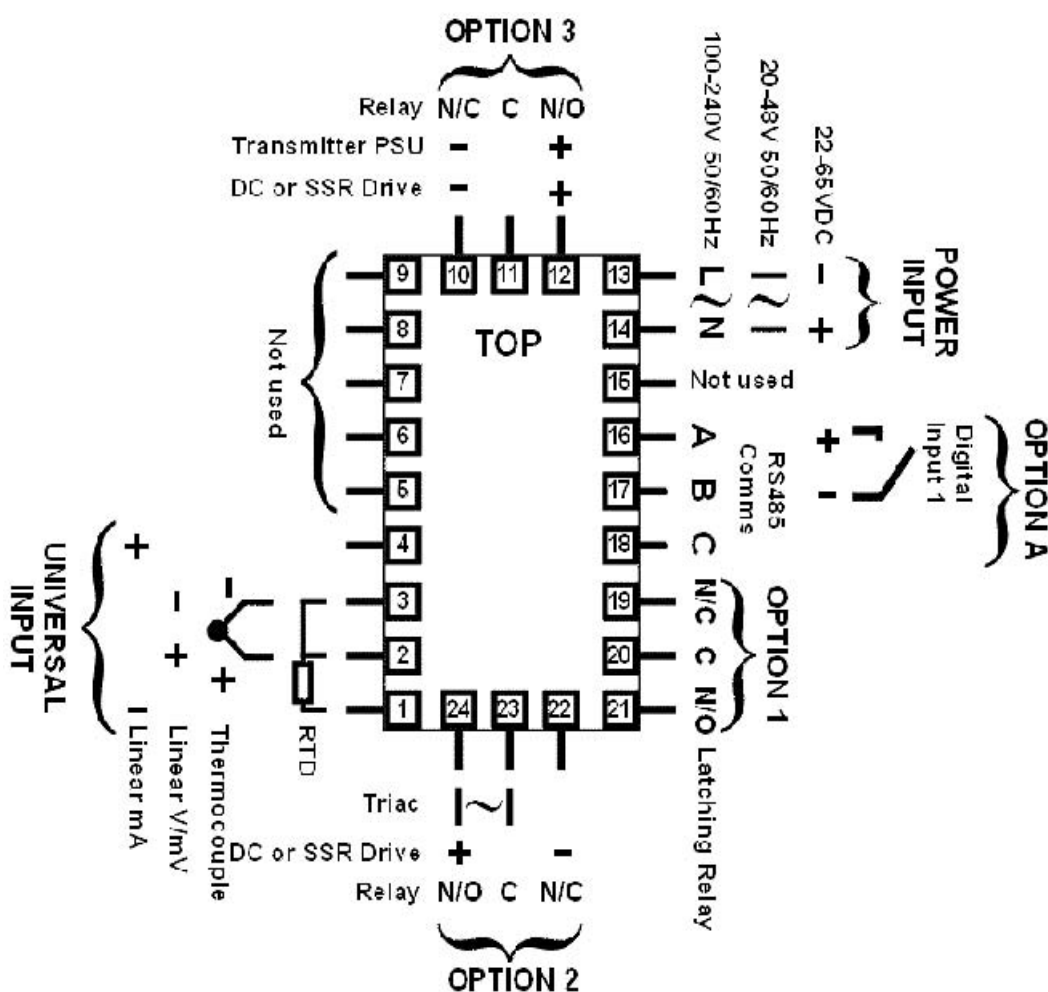 OPTION 3
Relay N/C C N/O
Transmitter PSU - +
DC or SSR Drive - +
100-240V 50/60Hz
20-48V 50/60Hz
22-65VDC
POWER
INPUT
9
10
11
12
13
L
-
8
TOP
14
N
+
Not used
7
15
Not used
6
16
A
+
5
17
B
-
RS485
Comms
Digital
Input 1
OPTION A
4
18
C
3
19
N/C
2
20
C
1
24
23
22
21
N/O
OPTION 1
Latching Relay
UNIVERSAL
INPUT
+
-
Linear mA
-
+
Linear V/mV
-
+
Thermocouple
RTD
Triac ~
DC or SSR Drive + -
Relay N/O C N/C
OPTION 2